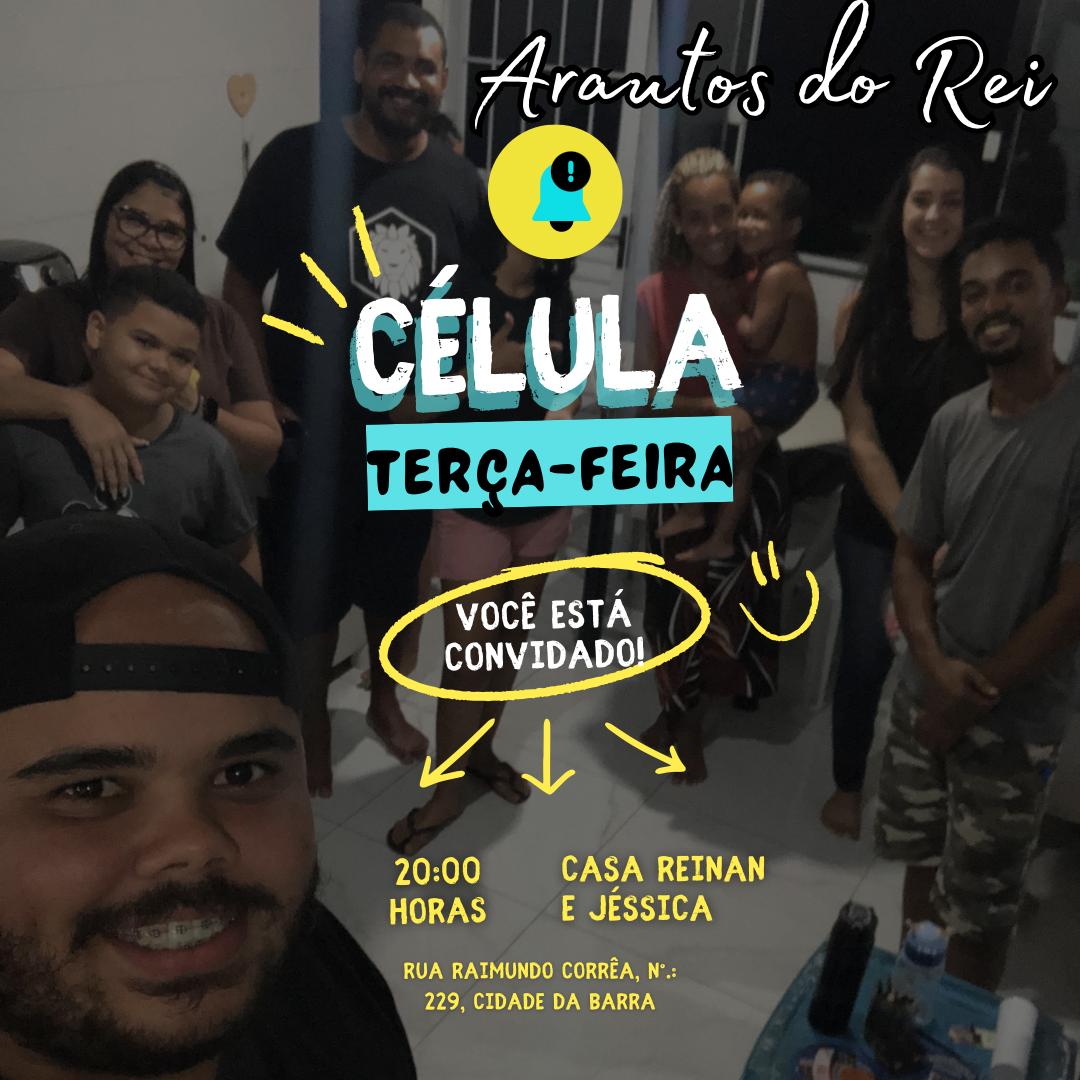 Arautos do Rei
!
CÉLULA
TERÇA-FEIRA
VOCÊ ESTÁ
CONVIDADO!
20:00
HORAS
CASA REINAN
E JÉSSICA
RUA RAIMUNDO CORRÊA, N°.:
229, CIDADE DA BARRA